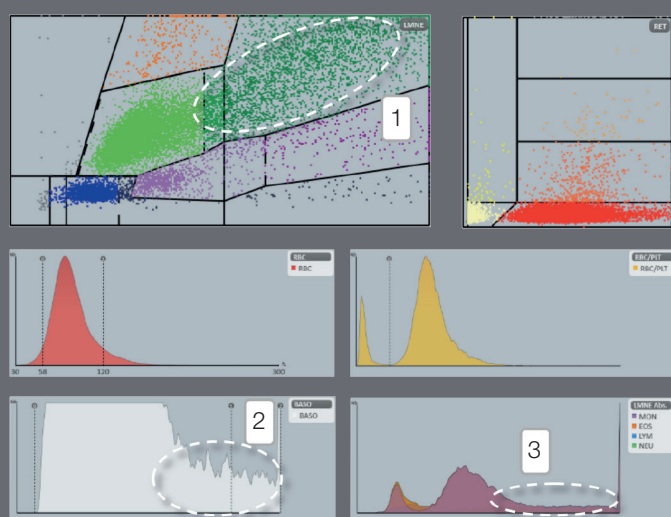 LMNE
RET
1
RBC
RBC
30
58
120
300
RBC/PLT
RBC/PLT
BASO
BASO
2
LMNE Abs.
MON
EOS
LYM
NEU
3